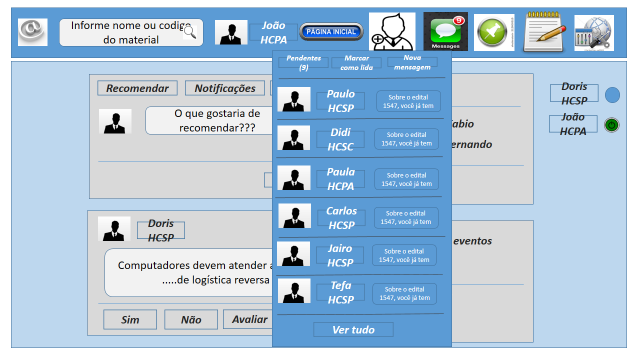 Informe nome ou codigo
do material
João
HCPA
PÁGINA INICIAL
9
Messages
Pendentes
(9)
Marcar
como lida
Nova
mensagem
Recomendar
Notificações
O que gostaria de
recomendar???
Paulo
HCSP
Sobre o edital
1547, você já tem
Didi
HCSC
Sobre o edital
1547, você já tem
Paula
HCPA
Sobre o edital
1547, você já tem
Carlos
HCSP
Sobre o edital
1547, você já tem
Jairo
HCSP
Sobre o edital
1547, você já tem
Tefa
HCSP
Sobre o edital
1547, você já tem
Ver tudo
Doris
HCSP
Computadores devem atender a
.....de logística reversa
Sim
Não
Avaliar
abio
ernando
eventos
Doris
HCSP
João
HCPA